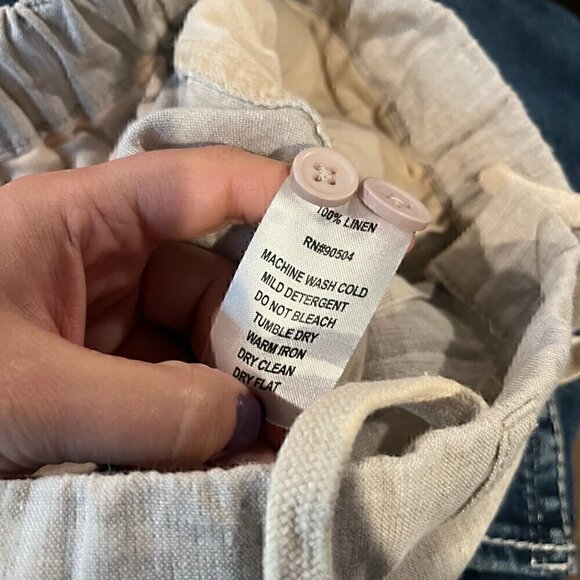 100% LINEN
RN#90504
MACHINE WASH COLD
MILD DETERGENT
DO NOT BLEACH
TUMBLE DRY
WARM IRON
DRY CLEAN
DRY FLAT